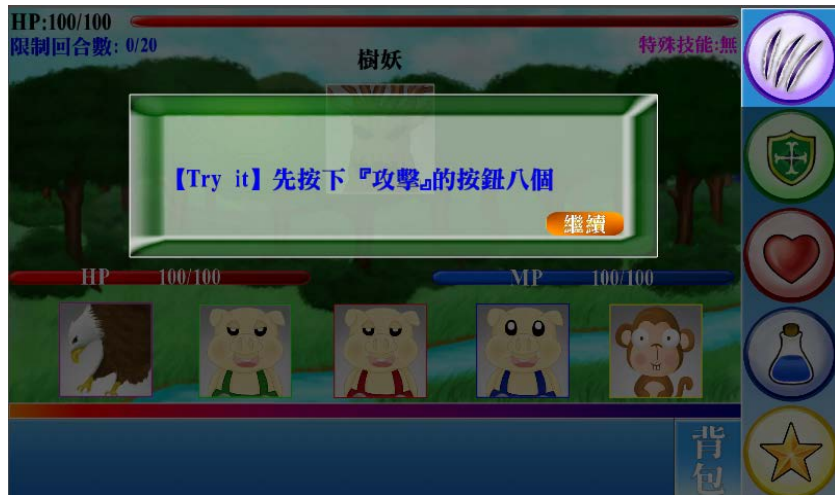 HP:100/100
限制回合數: 0/20
特殊技能:無
樹妖
【Try it】先按下『攻擊』的按鈕八個
繼續
HP 100/100
MP 100/100
背包